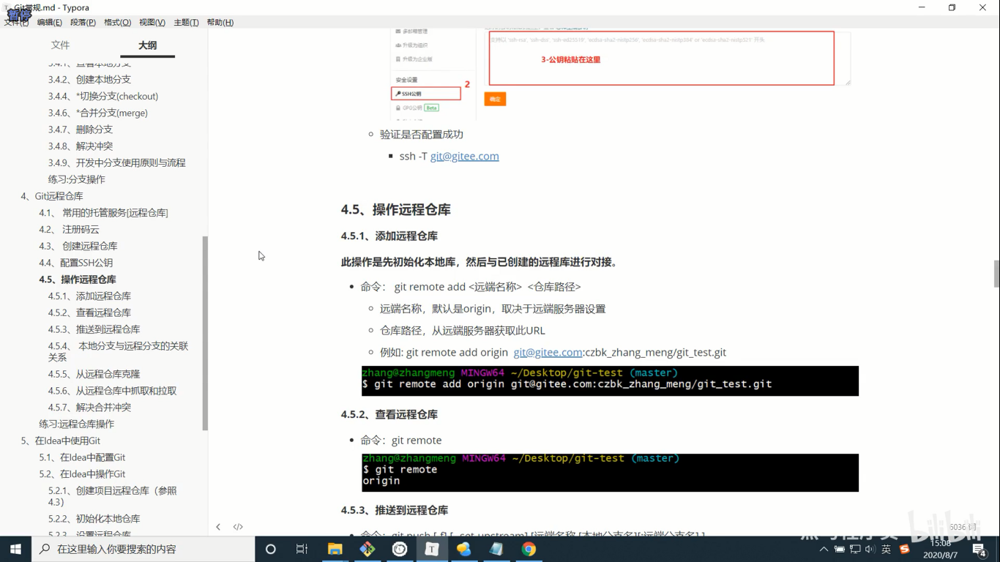 Git常规.md - Typora
暂停
文件(F) 编辑(E) 段落(P) 格式(O) 视图(V) 主题(T) 帮助(H)
文件 大纲
3.4.1、查看本地分支
3.4.2、创建本地分支
3.4.4、*切换分支(checkout)
3.4.6、*合并分支(merge)
3.4.7、删除分支
3.4.8、解决冲突
3.4.9、开发中分支使用原则与流程
练习:分支操作
4、Git远程仓库
4.1、 常用的托管服务[远程仓库]
4.2、 注册码云
4.3、 创建远程仓库
4.4、配置SSH公钥
4.5、操作远程仓库
4.5.1、添加远程仓库
4.5.2、查看远程仓库
4.5.3、推送到远程仓库
4.5.4、 本地分支与远程分支的关联
关系
4.5.5、从远程仓库克隆
4.5.6、从远程仓库中抓取和拉取
4.5.7、解决合并冲突
练习:远程仓库操作
5、在Idea中使用Git
5.1、在Idea中配置Git
5.2、在Idea中操作Git
5.2.1、创建项目远程仓库（参照
4.3）
5.2.2、初始化本地仓库
5.2.3、设置远程仓库
多邮箱管理
升级为组织
升级为企业版
安全设置
2
SSH公钥
GPG公钥 Beta
支持以 'ssh-rsa', 'ssh-dss', 'ssh-ed25519', 'ecdsa-sha2-nistp256', 'ecdsa-sha2-nistp384' or 'ecdsa-sha2-nistp521' 开头
3-公钥粘贴在这里
确定
验证是否配置成功
ssh -T git@gitee.com
4.5、操作远程仓库
4.5.1、添加远程仓库
此操作是先初始化本地库，然后与已创建的远程库进行对接。
命令： git remote add <远端名称> <仓库路径>
远端名称，默认是origin，取决于远端服务器设置
仓库路径，从远端服务器获取此URL
例如: git remote add origin git@gitee.com:czbk_zhang_meng/git_test.git
zhang@zhangmeng MINGW64 ~/Desktop/git-test (master)
$ git remote add origin git@gitee.com:czbk_zhang_meng/git_test.git
4.5.2、查看远程仓库
命令：git remote
zhang@zhangmeng MINGW64 ~/Desktop/git-test (master)
$ git remote
origin
4.5.3、推送到远程仓库
命令：git push [-f] [--set-upstream] [远端名称 [本地分支名][:远端分支名] ]
6036 词
bilibili
在这里输入你要搜索的内容
英
15:08
2020/8/7
4